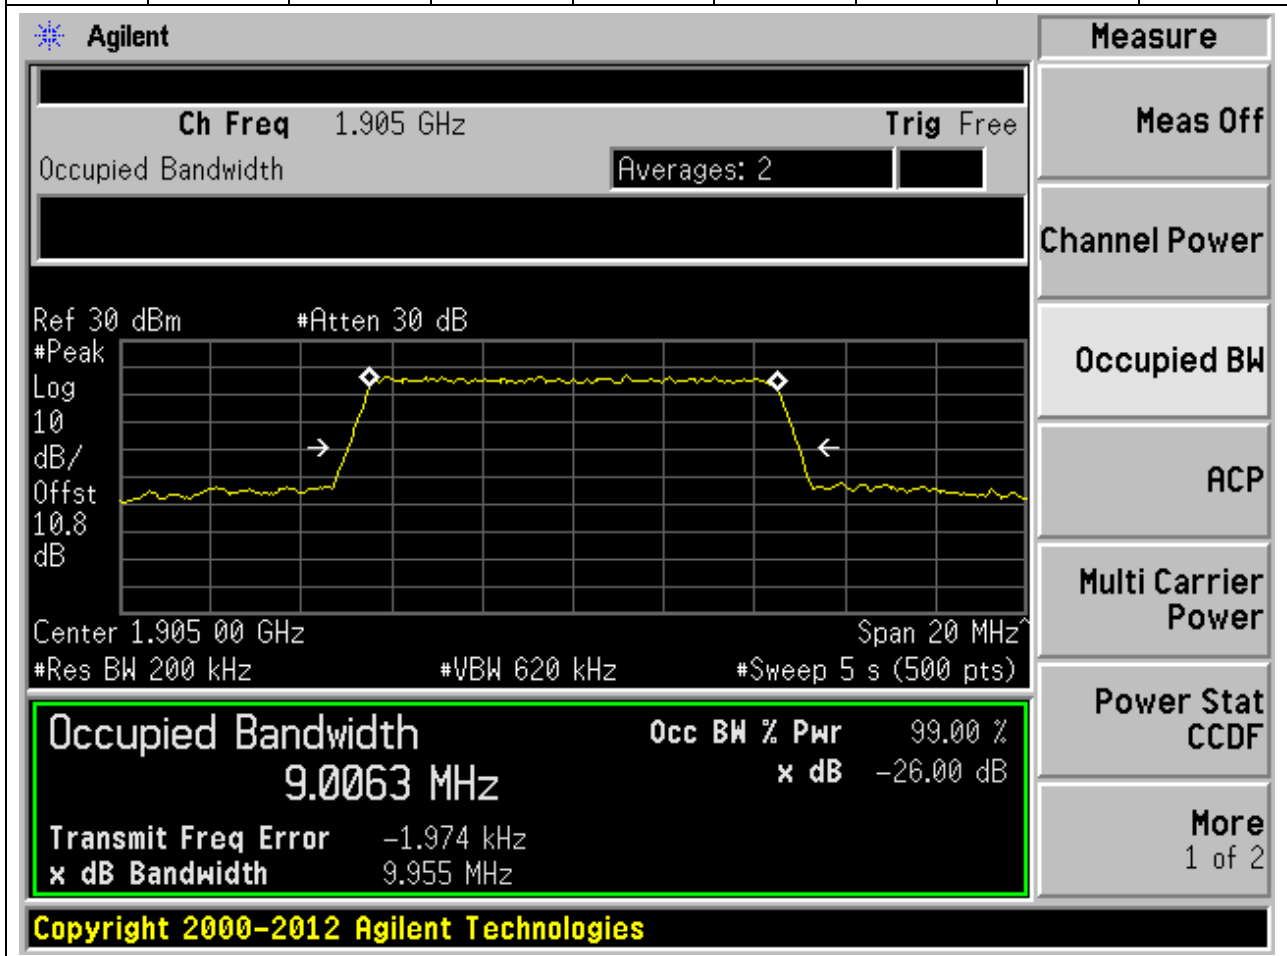 Agilent
Measure
Ch Freq 1.905 GHz Trig Free
Meas Off
Occupied Bandwidth Averages: 2
Channel Power
Ref 30 dBm #Atten 30 dB
#Peak
Log
10
dB/
Offst
10.8
dB
Occupied BW
ACP
Center 1.905 00 GHz Span 20 MHz^
#Res BW 200 kHz #VBW 620 kHz #Sweep 5 s (500 pts)
Multi Carrier
Power
Occupied Bandwidth Occ BW % Pwr 99.00 %
9.0063 MHz x dB -26.00 dB
Transmit Freq Error -1.974 kHz
x dB Bandwidth 9.955 MHz
Power Stat
CCDF
More
1 of 2
Copyright 2000-2012 Agilent Technologies